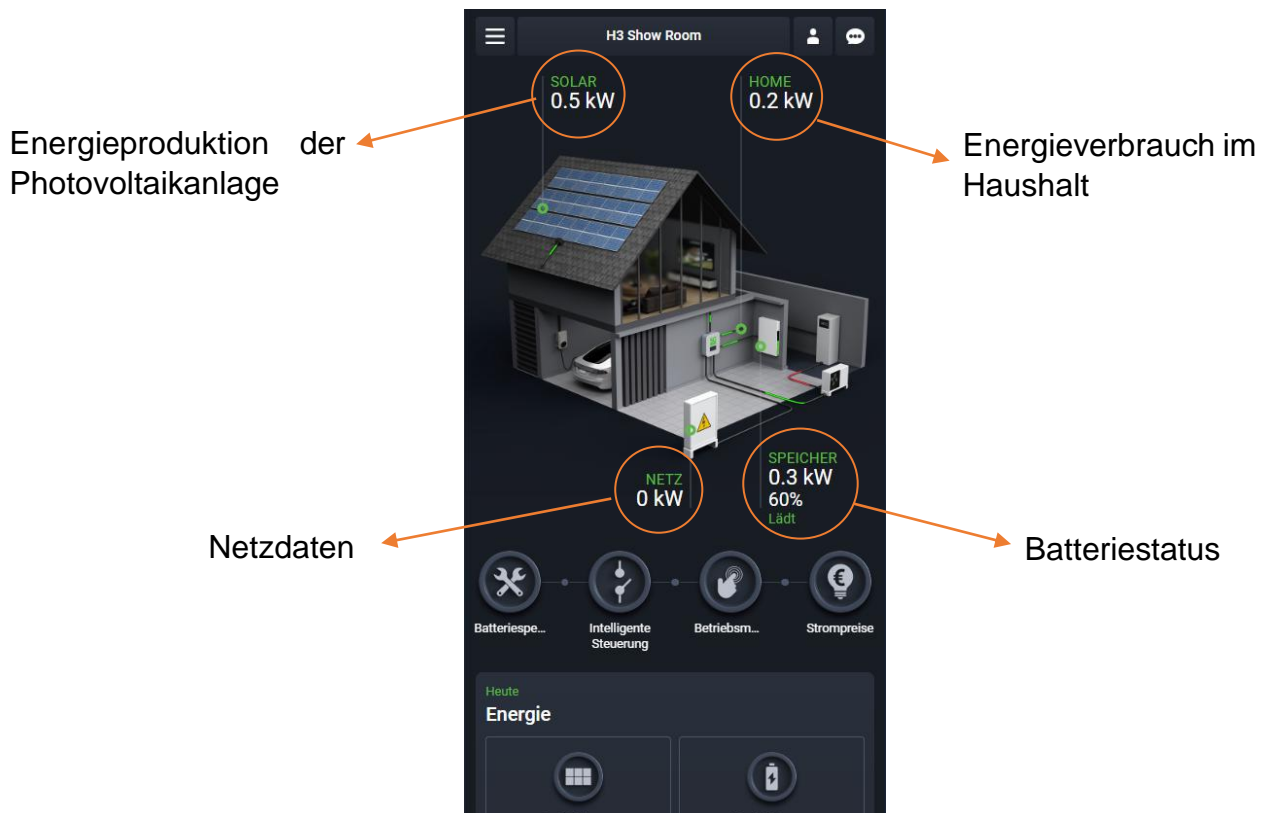 H3 Show Room
SOLAR
0.5 kW
HOME
0.2 kW
Energieproduktion der
Photovoltaikanlage
Energieverbrauch im
Haushalt
NETZ
0 kW
SPEICHER
0.3 kW
60%
Lädt
Netzdaten
Batteriestatus
Batteriespe...
Intelligente
Steuerung
Betriebsm...
Strompreise
Heute
Energie